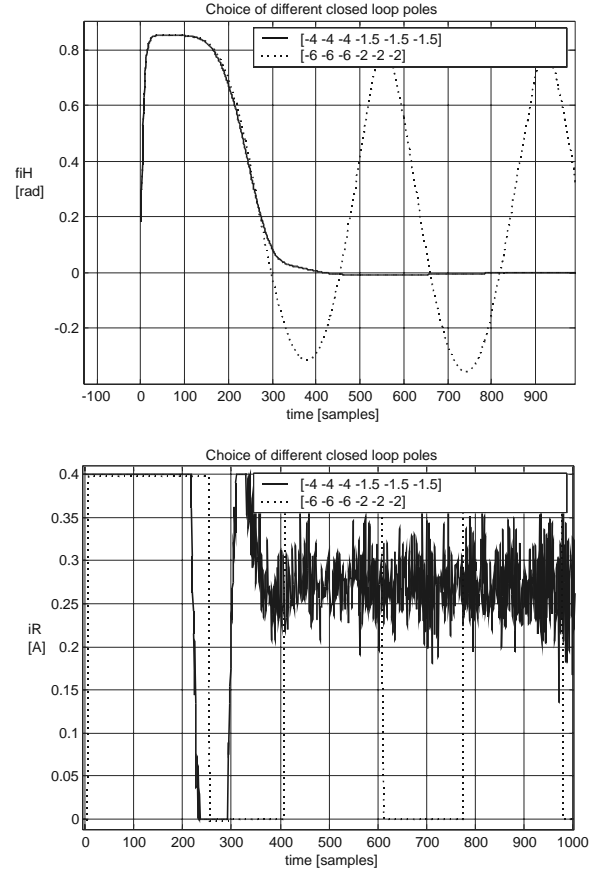 Choice of different closed loop poles
[-4 -4 -4 -1.5 -1.5 -1.5]
[-6 -6 -6 -2 -2 -2]
0.8
0.6
0.4
fiH
[rad]
0.2
0
-0.2
-100 0 100 200 300 400 500 600 700 800 900
time [samples]
Choice of different closed loop poles
[-4 -4 -4 -1.5 -1.5 -1.5]
[-6 -6 -6 -2 -2 -2]
0.4
0.35
0.3
0.25
iR
[A]
0.2
0.15
0.1
0.05
0
0 100 200 300 400 500 600 700 800 900 1000
time [samples]